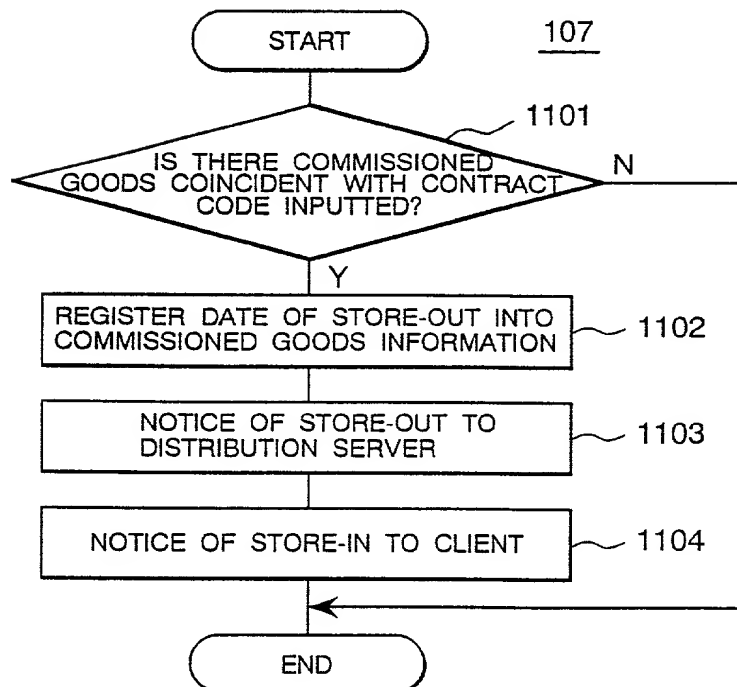 START
107
1101
IS THERE COMMISSIONED
GOODS COINCIDENT WITH CONTRACT
CODE INPUTTED?
N
Y
REGISTER DATE OF STORE-OUT INTO
COMMISSIONED GOODS INFORMATION
1102
NOTICE OF STORE-OUT TO
DISTRIBUTION SERVER
1103
NOTICE OF STORE-IN TO CLIENT
1104
END